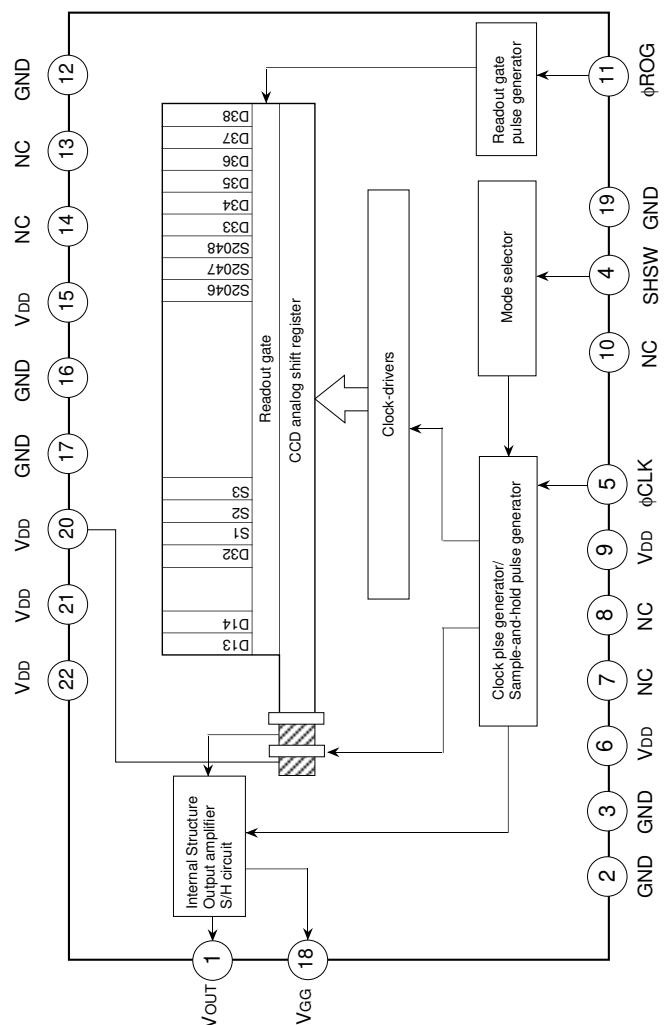 GND
12
NC
13
NC
14
VDD
15
GND
16
GND
17
VDD
20
VDD
21
VDD
22
D38
D37
D36
D35
D34
D33
S2048
S2047
S2046
S3
S2
S1
D32
D14
D13
Readout gate
CCD analog shift register
Clock-drivers
Readout gate
pulse generator
Mode selector
Clock plse generator/
Sample-and-hold pulse generator
Internal Structure
Output amplifier
S/H circuit
11
φROG
19
GND
4
SHSW
10
NC
5
φCLK
9
VDD
8
NC
7
NC
6
VDD
3
GND
2
GND
VOUT
1
VGG
18